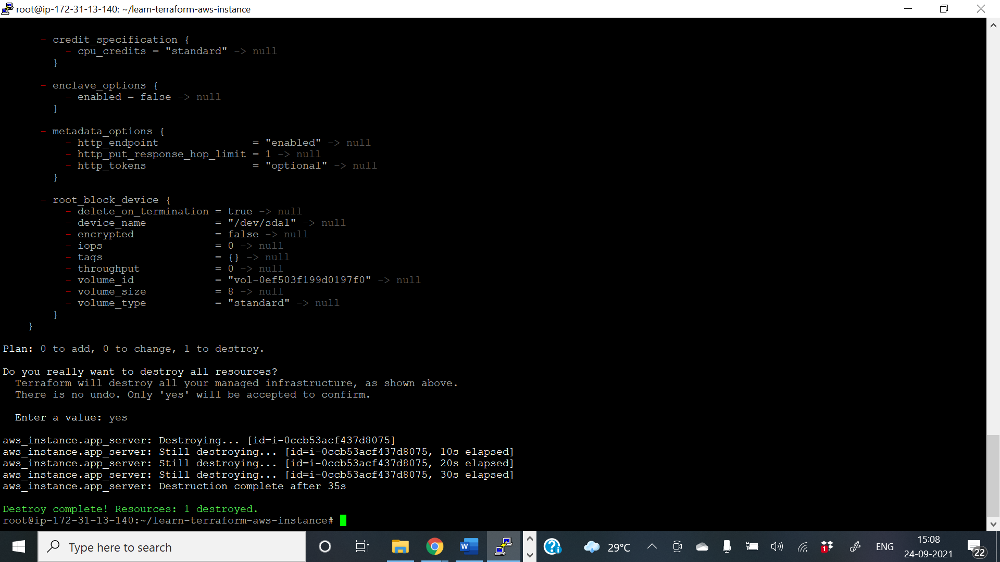 root@ip-172-31-13-140: ~/learn-terraform-aws-instance
- credit_specification {
- cpu_credits = "standard" -> null
}
- enclave_options {
- enabled = false -> null
}
- metadata_options {
- http_endpoint = "enabled" -> null
- http_put_response_hop_limit = 1 -> null
- http_tokens = "optional" -> null
}
- root_block_device {
- delete_on_termination = true -> null
- device_name = "/dev/sda1" -> null
- encrypted = false -> null
- iops = 0 -> null
- tags = {} -> null
- throughput = 0 -> null
- volume_id = "vol-0ef503f199d0197f0" -> null
- volume_size = 8 -> null
- volume_type = "standard" -> null
}
}
Plan: 0 to add, 0 to change, 1 to destroy.
Do you really want to destroy all resources?
Terraform will destroy all your managed infrastructure, as shown above.
There is no undo. Only 'yes' will be accepted to confirm.
Enter a value: yes
aws_instance.app_server: Destroying... [id=i-0ccb53acf437d8075]
aws_instance.app_server: Still destroying... [id=i-0ccb53acf437d8075, 10s elapsed]
aws_instance.app_server: Still destroying... [id=i-0ccb53acf437d8075, 20s elapsed]
aws_instance.app_server: Still destroying... [id=i-0ccb53acf437d8075, 30s elapsed]
aws_instance.app_server: Destruction complete after 35s
Destroy complete! Resources: 1 destroyed.
root@ip-172-31-13-140:~/learn-terraform-aws-instance#
Type here to search
W
29°C
1
ENG
15:08
24-09-2021
22